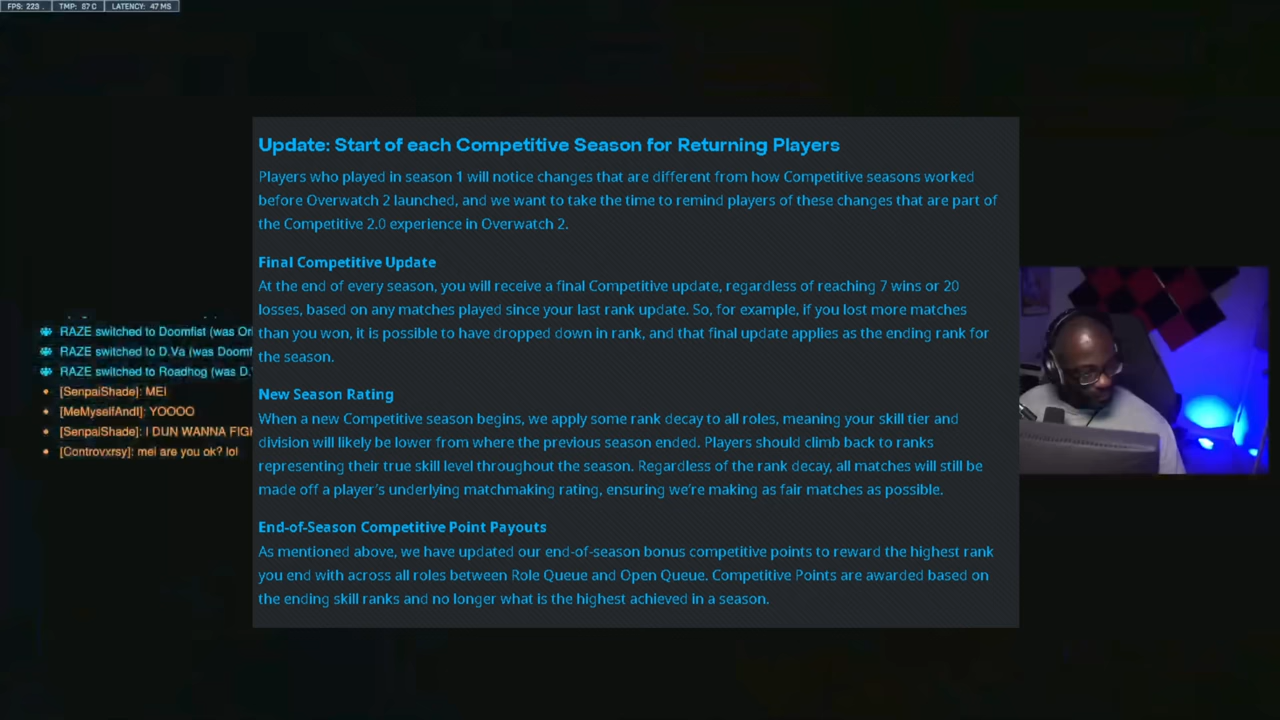 FPS: 223 . TMP: 87 C LATENCY: 47 MS
Update: Start of each Competitive Season for Returning Players
Players who played in season 1 will notice changes that are different from how Competitive seasons worked
before Overwatch 2 launched, and we want to take the time to remind players of these changes that are part of
the Competitive 2.0 experience in Overwatch 2.
Final Competitive Update
At the end of every season, you will receive a final Competitive update, regardless of reaching 7 wins or 20
losses, based on any matches played since your last rank update. So, for example, if you lost more matches
than you won, it is possible to have dropped down in rank, and that final update applies as the ending rank for
the season.
New Season Rating
When a new Competitive season begins, we apply some rank decay to all roles, meaning your skill tier and
division will likely be lower from where the previous season ended. Players should climb back to ranks
representing their true skill level throughout the season. Regardless of the rank decay, all matches will still be
made off a player's underlying matchmaking rating, ensuring we're making as fair matches as possible.
End-of-Season Competitive Point Payouts
As mentioned above, we have updated our end-of-season bonus competitive points to reward the highest rank
you end with across all roles between Role Queue and Open Queue. Competitive Points are awarded based on
the ending skill ranks and no longer what is the highest achieved in a season.
RAZE switched to Doomfist (was Ori
RAZE switched to D.Va (was Doomf
RAZE switched to Roadhog (was D.
[SenpaiShade]: MEI
[MeMyselfAndI]: YOOOO
[SenpaiShade]: I DUN WANNA FIG
[Controvxrsy]: mei are you ok? lol